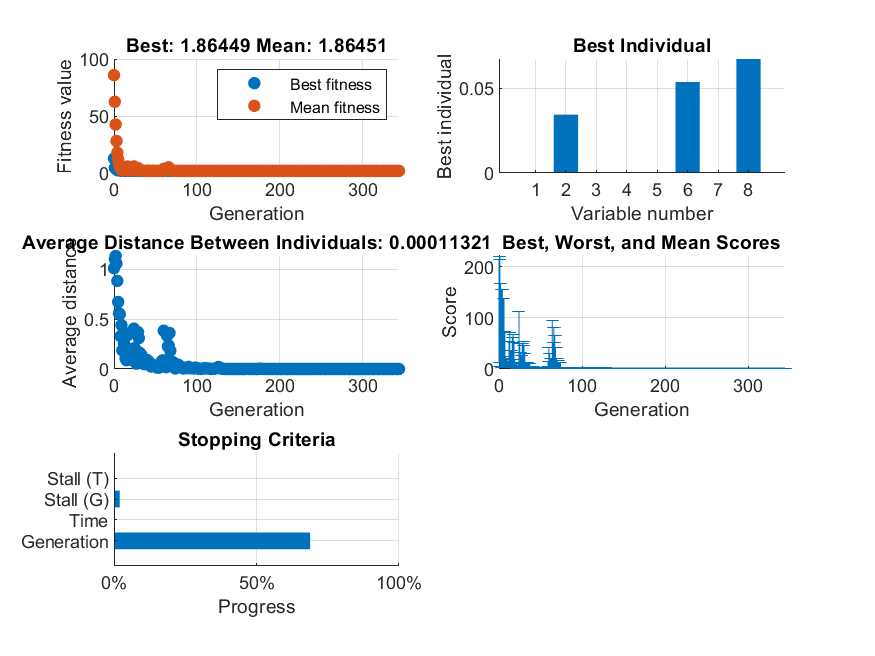 Best: 1.86449 Mean: 1.86451
Fitness value
100
50
0
Best fitness
Mean fitness
0 100 200 300
Generation
Best Individual
Best individual
0.05
0
1 2 3 4 5 6 7 8
Variable number
Average Distance Between Individuals: 0.00011321
Average distance
1
0.5
0
0 100 200 300
Generation
Best, Worst, and Mean Scores
Score
200
100
0
0 100 200 300
Generation
Stopping Criteria
Stall (T)
Stall (G)
Time
Generation
0% 50% 100%
Progress